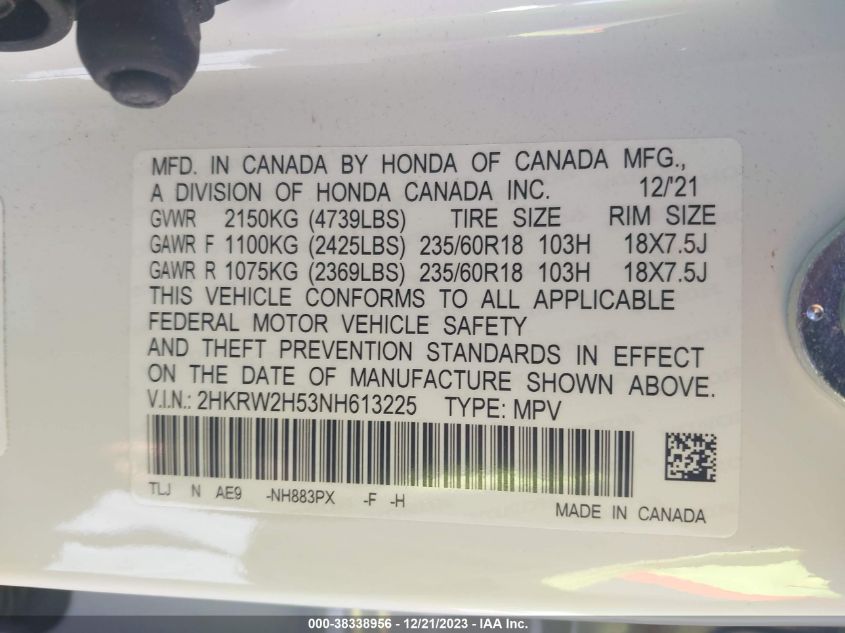 MFD. IN CANADA BY HONDA OF CANADA MFG.,
A DIVISION OF HONDA CANADA INC. 12/'21
GVWR 2150KG (4739LBS) TIRE SIZE RIM SIZE
GAWR F 1100KG (2425LBS) 235/60R18 103H 18X7.5J
GAWR R 1075KG (2369LBS) 235/60R18 103H 18X7.5J
THIS VEHICLE CONFORMS TO ALL APPLICABLE
FEDERAL MOTOR VEHICLE SAFETY
AND THEFT PREVENTION STANDARDS IN EFFECT
ON THE DATE OF MANUFACTURE SHOWN ABOVE.
V.I.N.: 2HKRW2H53NH613225 TYPE: MPV
TLJ N AE9 -NH883PX -F -H
MADE IN CANADA
000-38338956 - 12/21/2023 - IAA Inc.